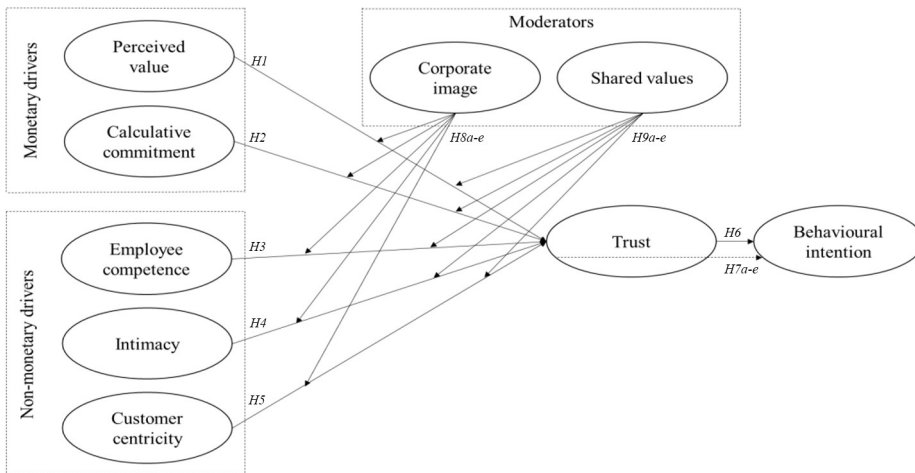 Monetary drivers
Perceived
value
H1
Calculative
commitment
H2
Moderators
Corporate
image
Shared values
H8a-e
H9a-e
Non-monetary drivers
Employee
competence
H3
Intimacy
H4
Customer
centricity
H5
Trust
H6
Behavioural
intention
H7a-e